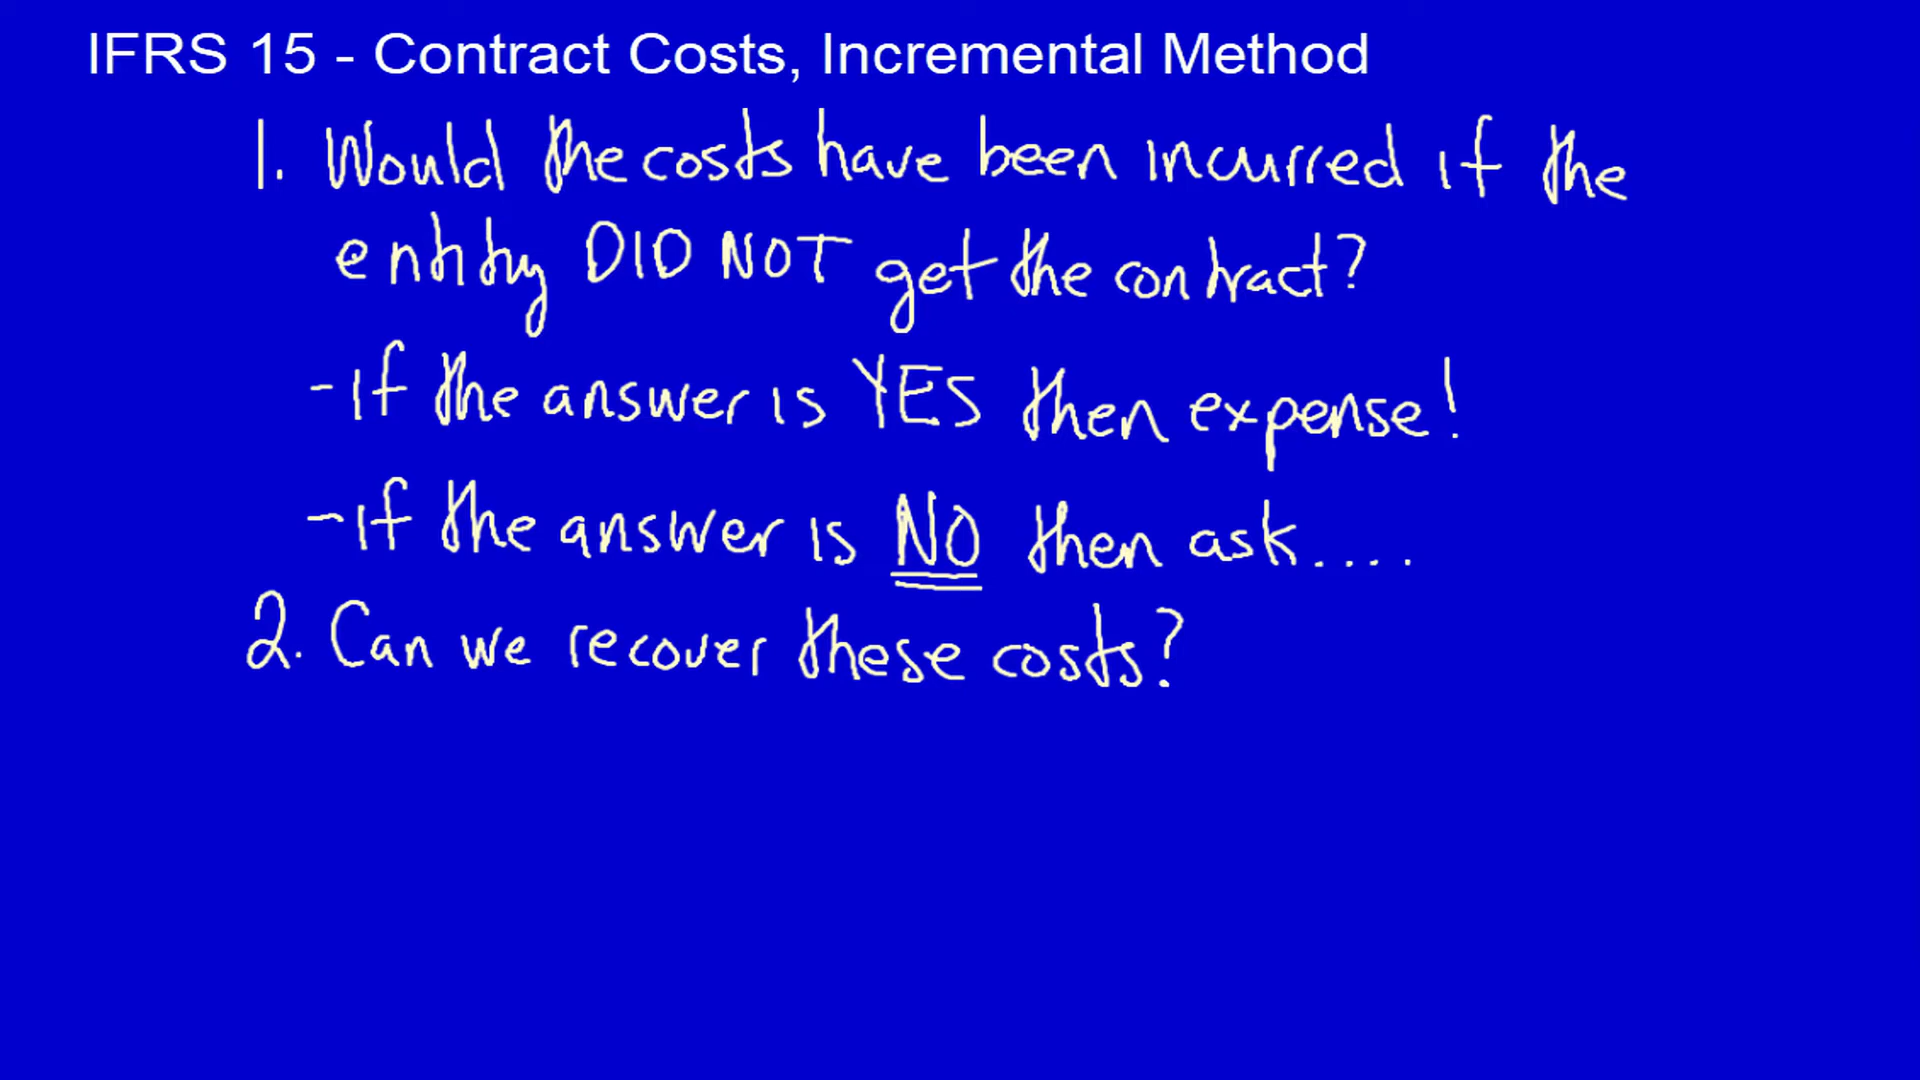 IFRS 15 - Contract Costs, Incremental Method
1. Would the costs have been incurred if the
entity DID NOT get the contract?
- If the answer is YES then expense!
- If the answer is NO then ask....
2. Can we recover these costs?